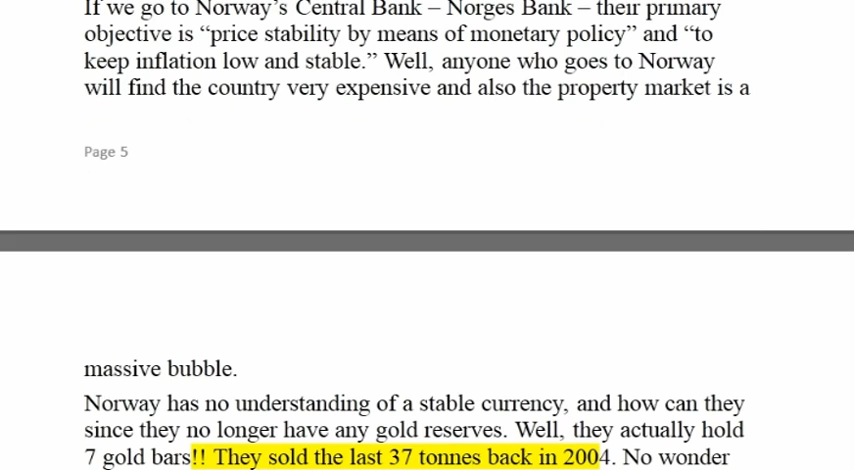 If we go to Norway’s Central Bank – Norges Bank – their primary
objective is “price stability by means of monetary policy” and “to
keep inflation low and stable.” Well, anyone who goes to Norway
will find the country very expensive and also the property market is a
Page 5
massive bubble.
Norway has no understanding of a stable currency, and how can they
since they no longer have any gold reserves. Well, they actually hold
7 gold bars!! They sold the last 37 tonnes back in 2004. No wonder